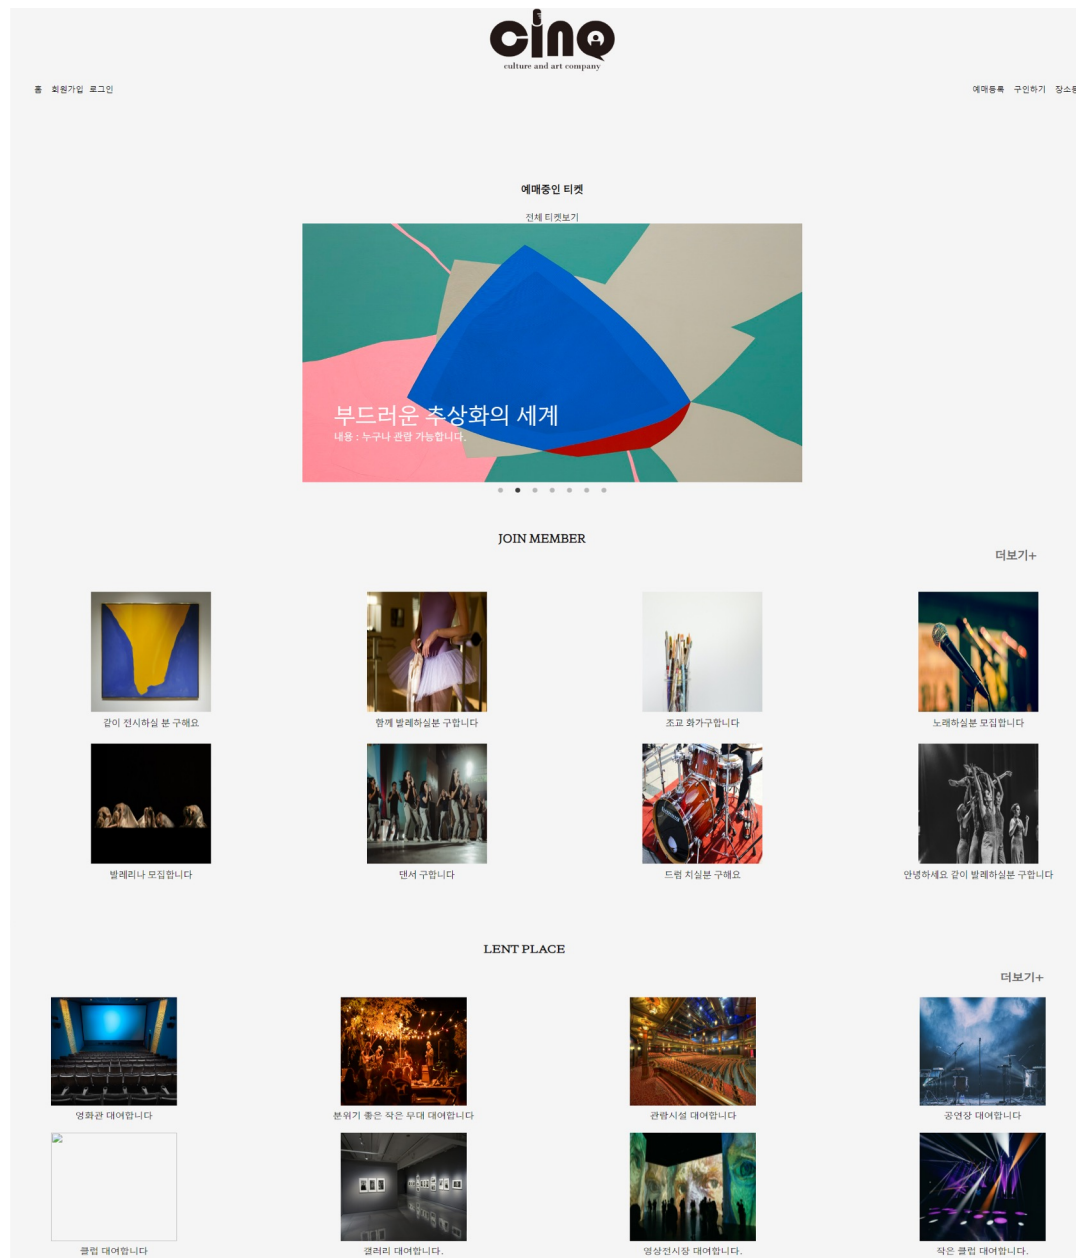 cinQ
culture and art company
홈 회원가입 로그인
예매등록 구인하기 장소등
예매중인 티켓
전체 티켓보기
부드러운 추상화의 세계
내용 : 누구나 관람 가능합니다.
JOIN MEMBER
더보기+
같이 전시하실 분 구해요
함께 발레하실분 구합니다
조교 화가구합니다
노래하실분 모집합니다
발레리나 모집합니다
댄서 구합니다
드럼 치실분 구해요
안녕하세요 같이 발레하실분 구합니다
LENT PLACE
더보기+
영화관 대여합니다
분위기 좋은 작은 무대 대여합니다
관람시설 대여합니다
공연장 대여합니다
클럽 대여합니다
갤러리 대여합니다.
영상전시장 대여합니다.
작은 클럽 대여합니다.